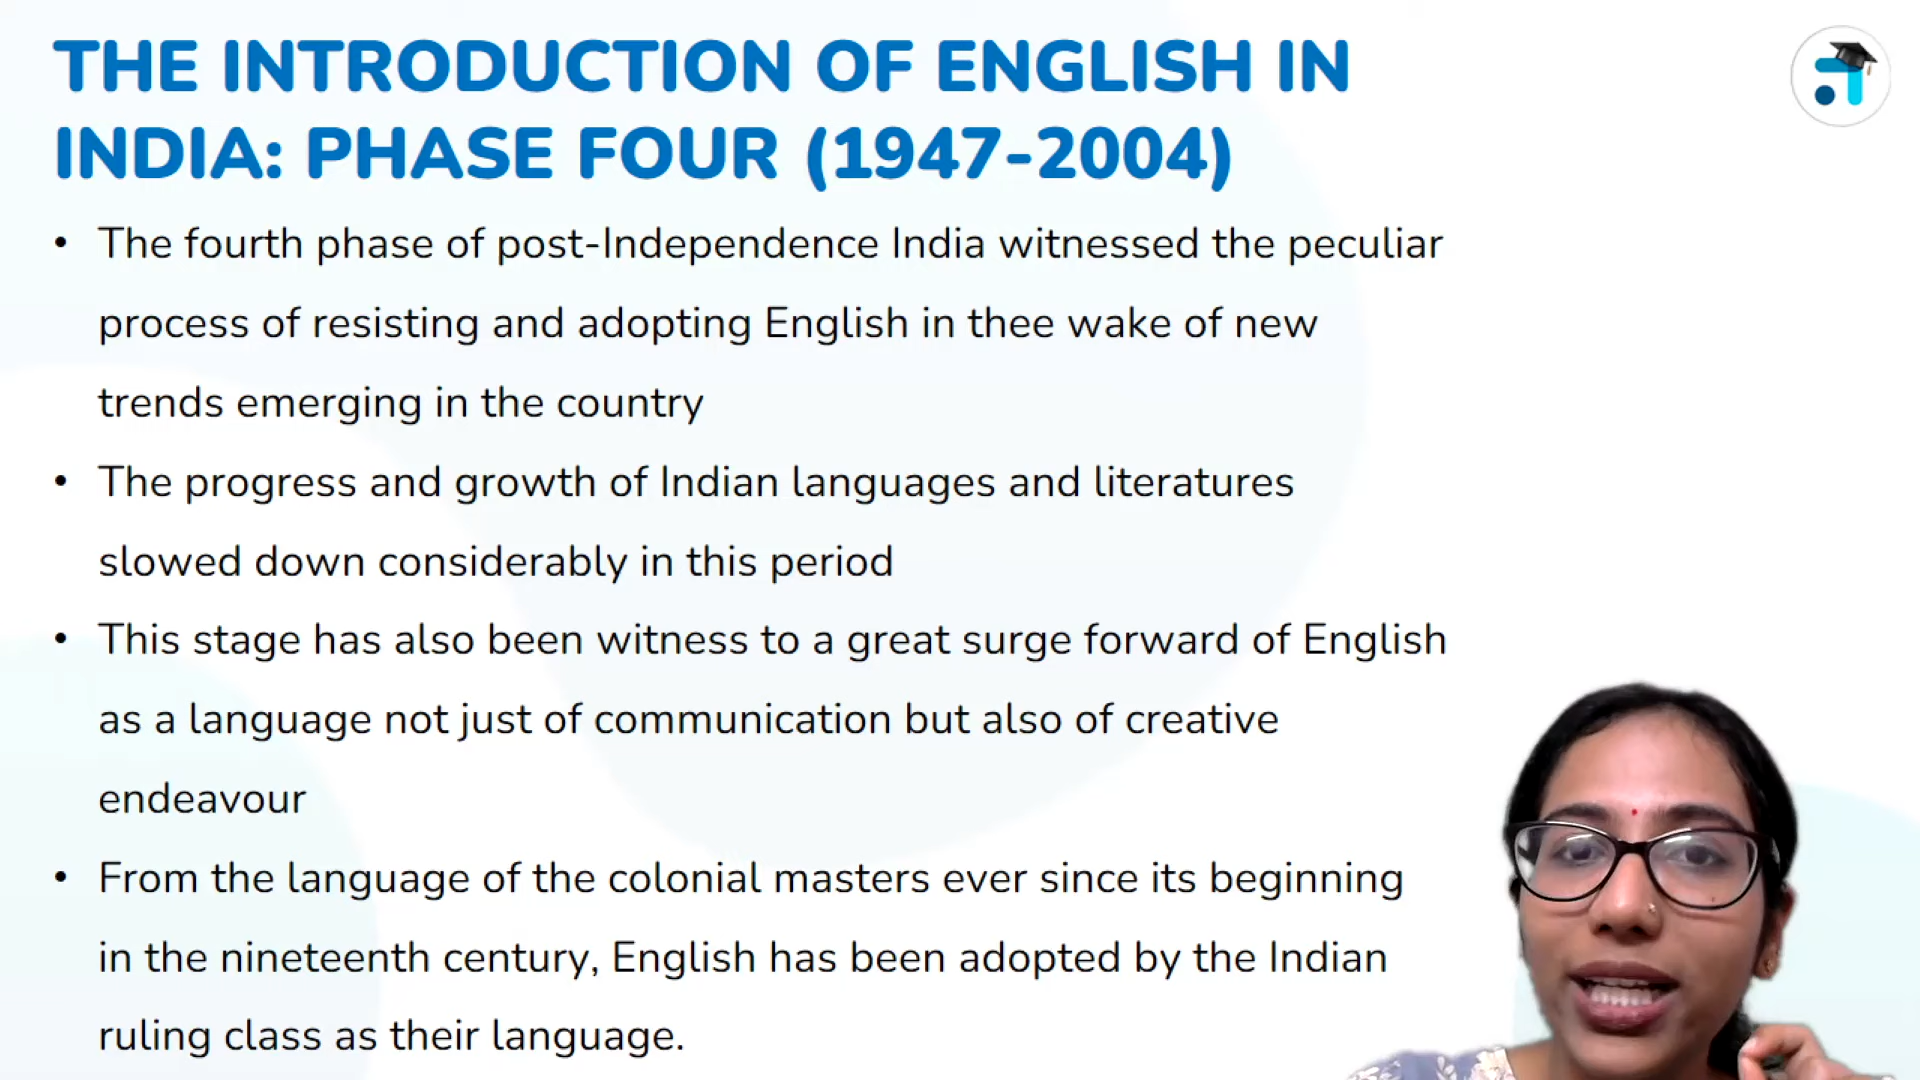 THE INTRODUCTION OF ENGLISH IN
INDIA: PHASE FOUR (1947-2004)
• The fourth phase of post-Independence India witnessed the peculiar
process of resisting and adopting English in thee wake of new
trends emerging in the country
• The progress and growth of Indian languages and literatures
slowed down considerably in this period
• This stage has also been witness to a great surge forward of English
as a language not just of communication but also of creative
endeavour
• From the language of the colonial masters ever since its beginning
in the nineteenth century, English has been adopted by the Indian
ruling class as their language.